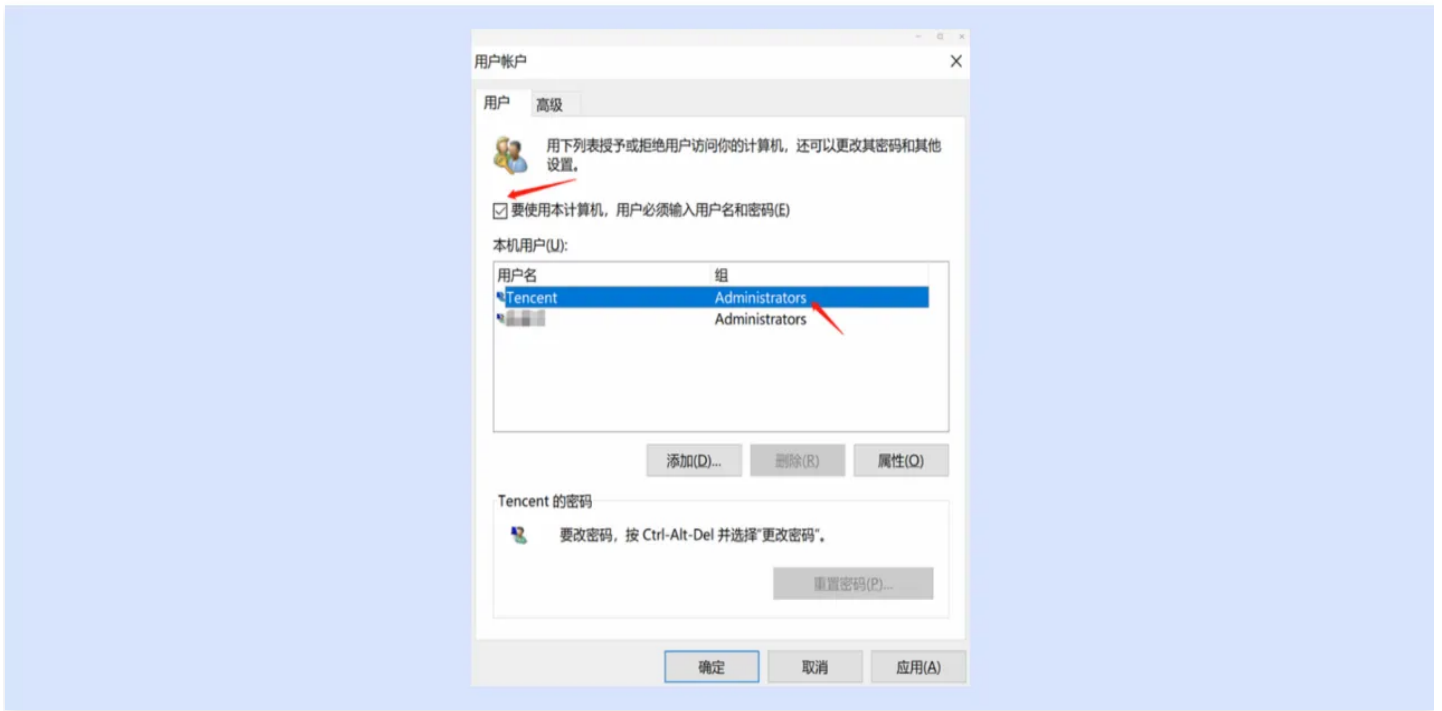 用户帐户
用户
高级
用下列表授予或拒绝用户访问你的计算机，还可以更改其密码和其他
设置。
要使用本计算机，用户必须输入用户名和密码(E)
本机用户(U):
用户名 组
Tencent Administrators
Administrators
添加(D)... 删除(R) 属性(O)
Tencent 的密码
要改密码，按 Ctrl-Alt-Del 并选择"更改密码"。
重置密码(P)...
确定 取消 应用(A)